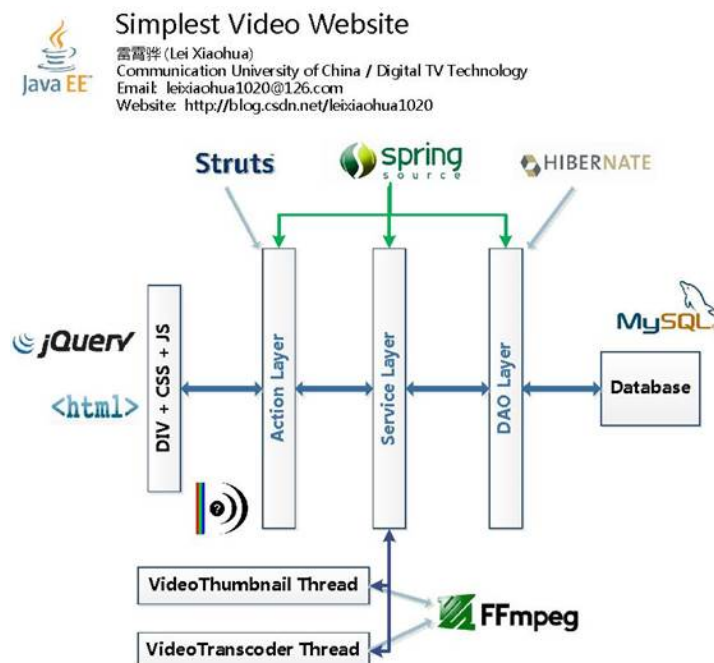 Simplest Video Website
雷霄骅 (Lei Xiaohua)
Communication University of China / Digital TV Technology
Email: leixiaohua1020@126.com
Website: http://blog.csdn.net/leixiaohua1020
Java EE™
Struts
spring
source
HIBERNATE
jQuery
<html>
DIV + CSS + JS
Action Layer
Service Layer
DAO Layer
MySQL
Database
?
VideoThumbnail Thread
VideoTranscoder Thread
FFmpeg